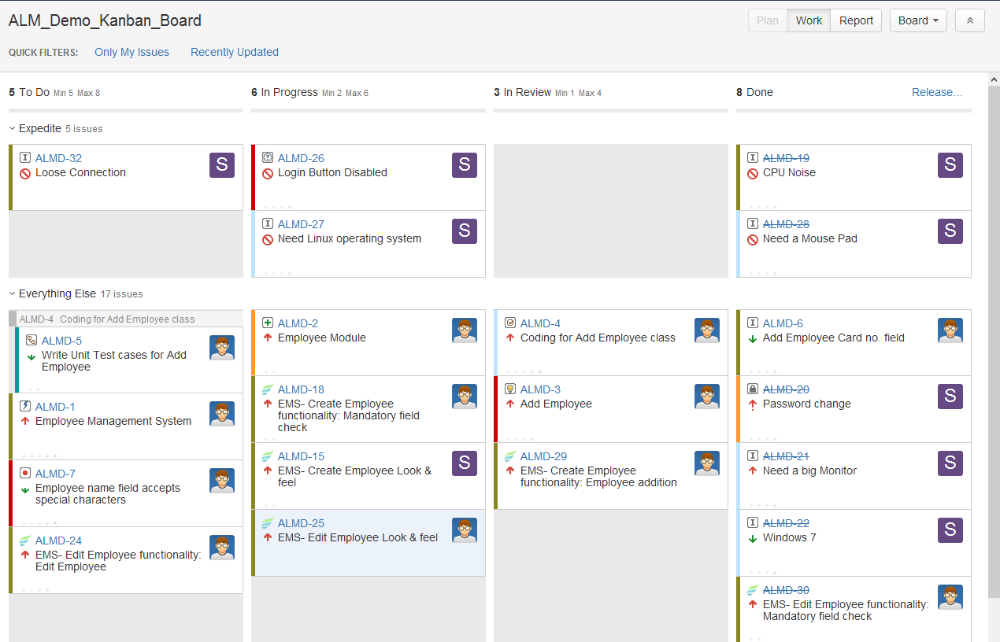 ALM_Demo_Kanban_Board
Plan Work Report Board
QUICK FILTERS: Only My Issues Recently Updated
5 To Do Min 5 Max 8
6 In Progress Min 2 Max 6
3 In Review Min 1 Max 4
8 Done Release…
Expedite 5 issues
ALMD-32
Loose Connection
S
ALMD-26
Login Button Disabled
S
ALMD-27
Need Linux operating system
S
ALMD-19
CPU Noise
S
ALMD-28
Need a Mouse Pad
S
Everything Else 17 issues
ALMD-4 Coding for Add Employee class
ALMD-5
Write Unit Test cases for Add
Employee
ALMD-1
Employee Management System
ALMD-7
Employee name field accepts
special characters
ALMD-24
EMS- Edit Employee functionality:
Edit Employee
ALMD-2
Employee Module
ALMD-18
EMS- Create Employee
functionality: Mandatory field
check
ALMD-15
EMS- Create Employee Look &
feel
S
ALMD-25
EMS- Edit Employee Look & feel
ALMD-4
Coding for Add Employee class
ALMD-3
Add Employee
ALMD-29
EMS- Create Employee
functionality: Employee addition
ALMD-6
Add Employee Card no. field
ALMD-20
Password change
S
ALMD-21
Need a big Monitor
S
ALMD-22
Windows 7
S
ALMD-30
EMS- Edit Employee functionality:
Mandatory field check